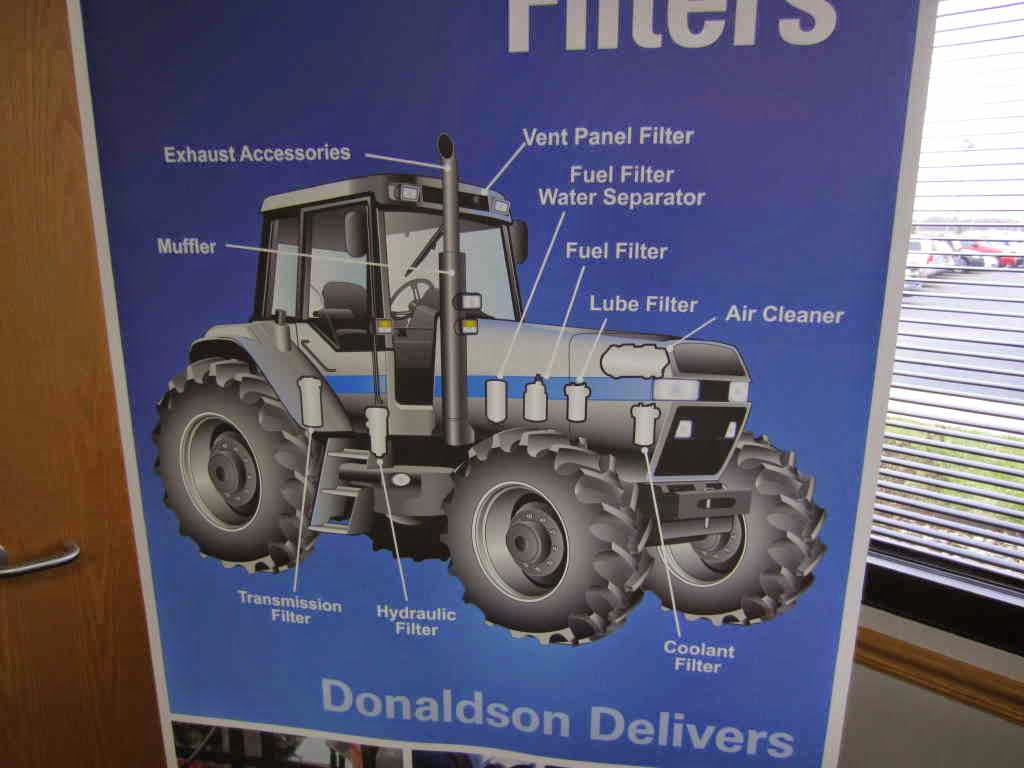 Filters
Exhaust Accessories
Vent Panel Filter
Fuel Filter
Water Separator
Muffler
Fuel Filter
Lube Filter
Air Cleaner
Transmission
Filter
Hydraulic
Filter
Coolant
Filter
Donaldson Delivers